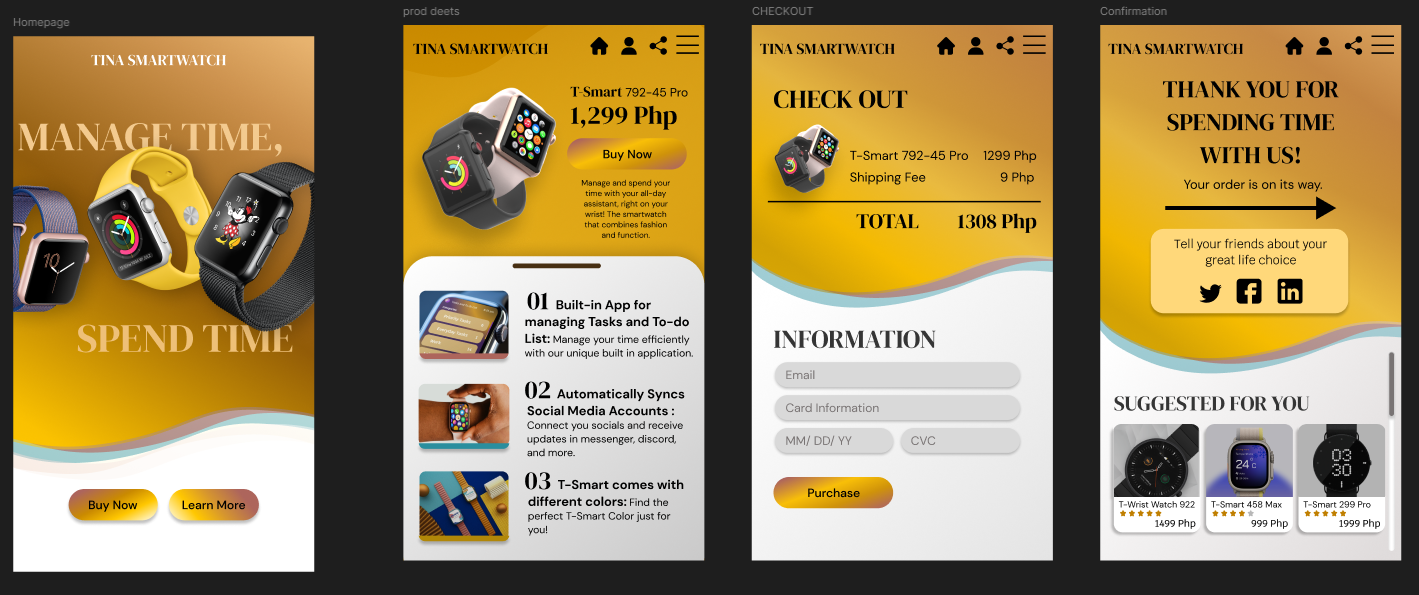 Homepage
TINA SMARTWATCH
MANAGE TIME,
10
SPEND TIME
Buy Now
Learn More
prod deets
TINA SMARTWATCH
T-Smart 792-45 Pro
1,299 Php
Buy Now
Manage and spend your
time with your all-day
assistant, right on your
wrist! The smartwatch
that combines fashion
and function.
01 Built-in App for
managing Tasks and To-do
List: Manage your time efficiently
with our unique built in application.
02 Automatically Syncs
Social Media Accounts :
Connect you socials and receive
updates in messenger, discord,
and more.
03 T-Smart comes with
different colors: Find the
perfect T-Smart Color just for
you!
CHECKOUT
TINA SMARTWATCH
CHECK OUT
T-Smart 792-45 Pro 1299 Php
Shipping Fee 9 Php
TOTAL 1308 Php
INFORMATION
Email
Card Information
MM/ DD/ YY
CVC
Purchase
Confirmation
TINA SMARTWATCH
THANK YOU FOR
SPENDING TIME
WITH US!
Your order is on its way.
Tell your friends about your
great life choice
SUGGESTED FOR YOU
24°C
03
30
T-Wrist Watch 922
1499 Php
T-Smart 458 Max
999 Php
T-Smart 299 Pro
1999 Php